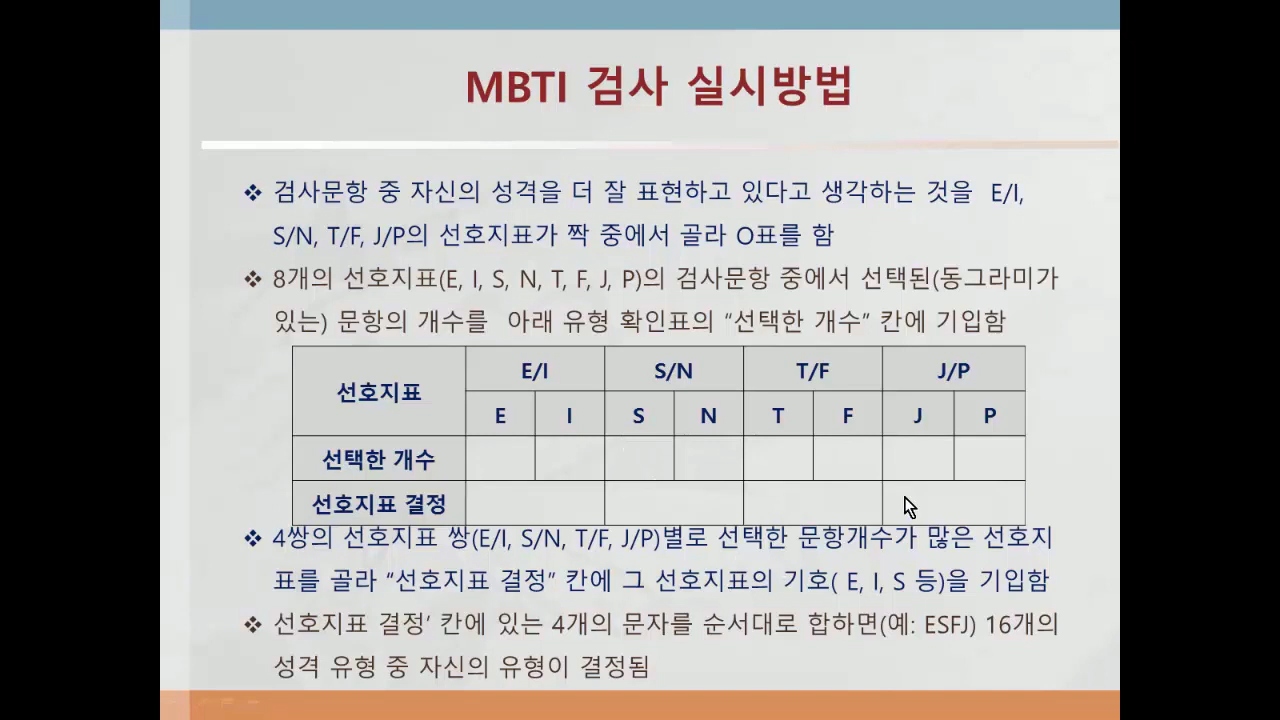 MBTI 검사 실시방법
❖ 검사문항 중 자신의 성격을 더 잘 표현하고 있다고 생각하는 것을 E/I,
S/N, T/F, J/P의 선호지표가 짝 중에서 골라 O표를 함
❖ 8개의 선호지표(E, I, S, N, T, F, J, P)의 검사문항 중에서 선택된(동그라미가
있는) 문항의 개수를 아래 유형 확인표의 “선택한 개수” 칸에 기입함
선호지표 E/I S/N T/F J/P
E I S N T F J P
선택한 개수
선호지표 결정
❖ 4쌍의 선호지표 쌍(E/I, S/N, T/F, J/P)별로 선택한 문항개수가 많은 선호지
표를 골라 “선호지표 결정” 칸에 그 선호지표의 기호( E, I, S 등)을 기입함
❖ 선호지표 결정‘ 칸에 있는 4개의 문자를 순서대로 합하면(예: ESFJ) 16개의
성격 유형 중 자신의 유형이 결정됨